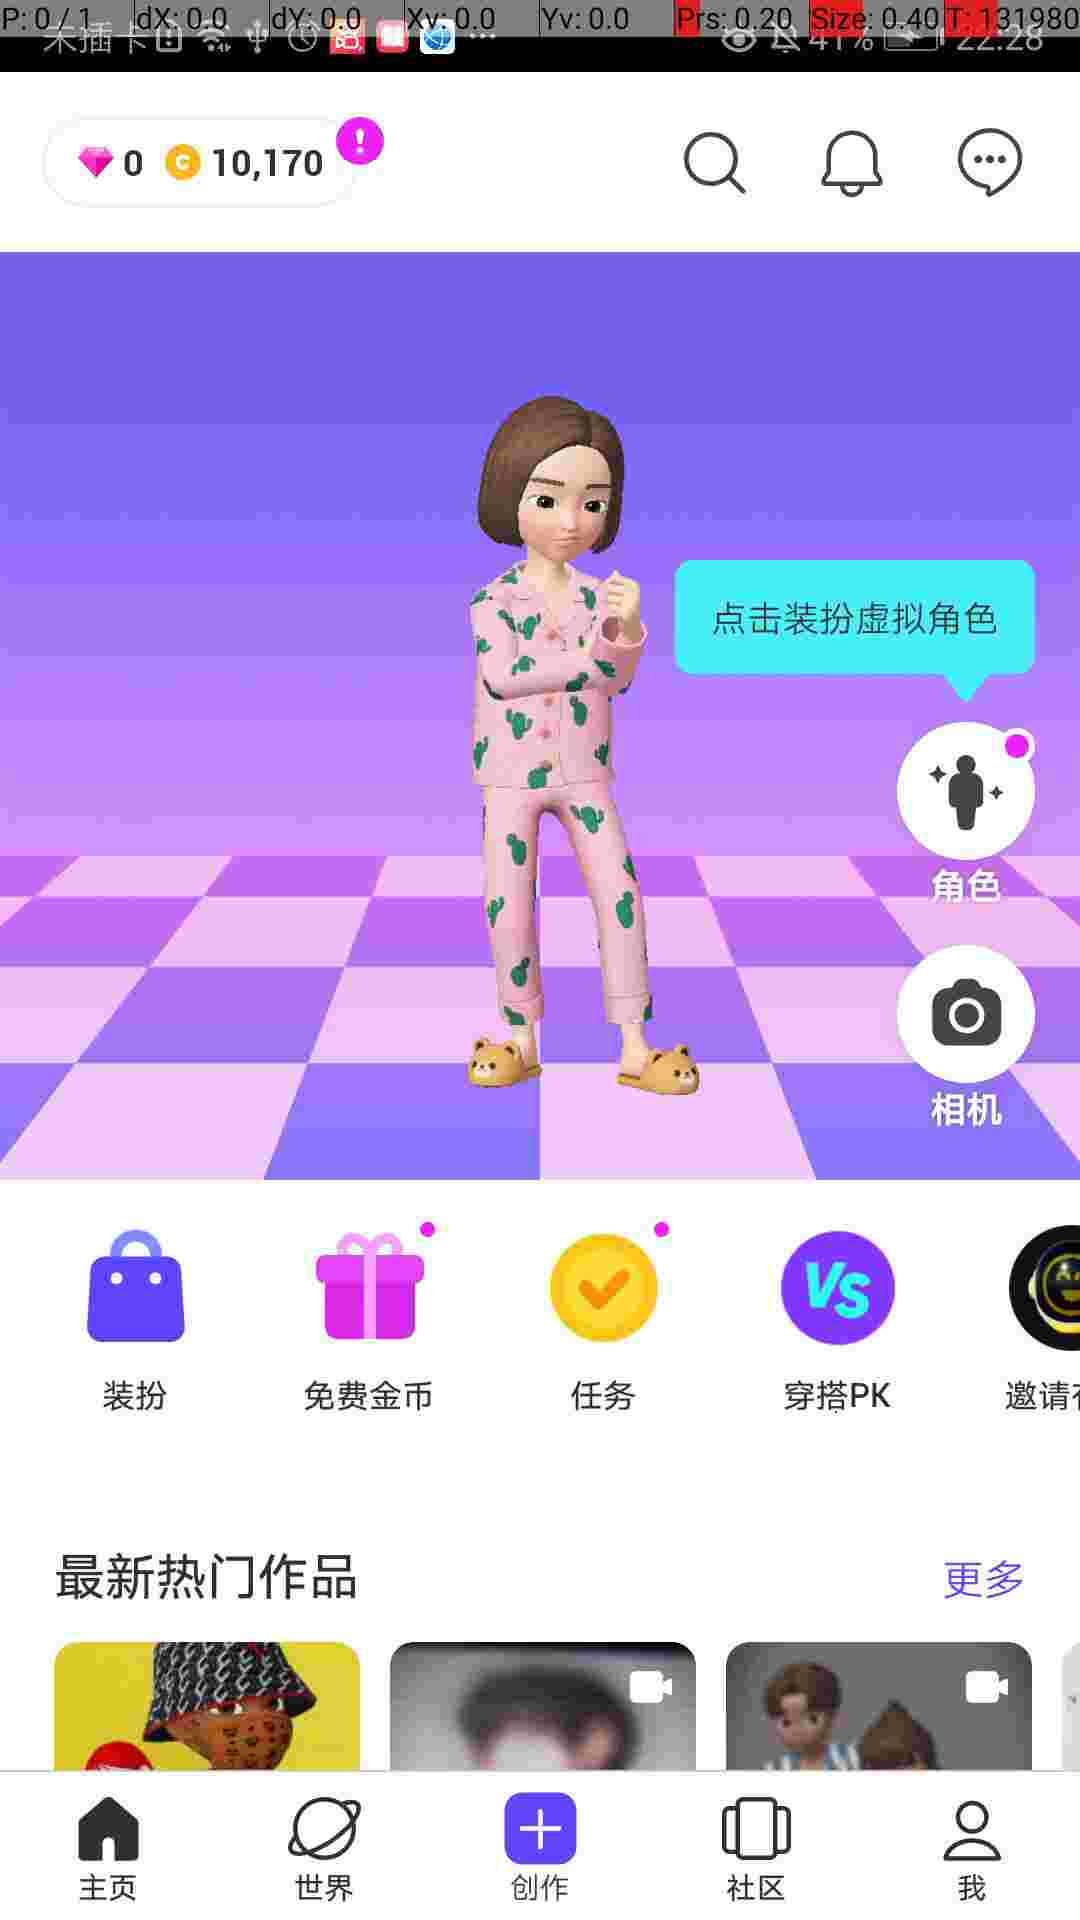 P: 0 / 1 dX: 0.0 dY: 0.0 Xv: 0.0 Yv: 0.0 Prs: 0.20 Size: 0.40 T: 131980
未插卡 41% 22:28
0 10,170
点击装扮虚拟角色
角色
相机
VS
装扮 免费金币 任务 穿搭PK 邀请
最新热门作品 更多
主页 世界 创作 社区 我